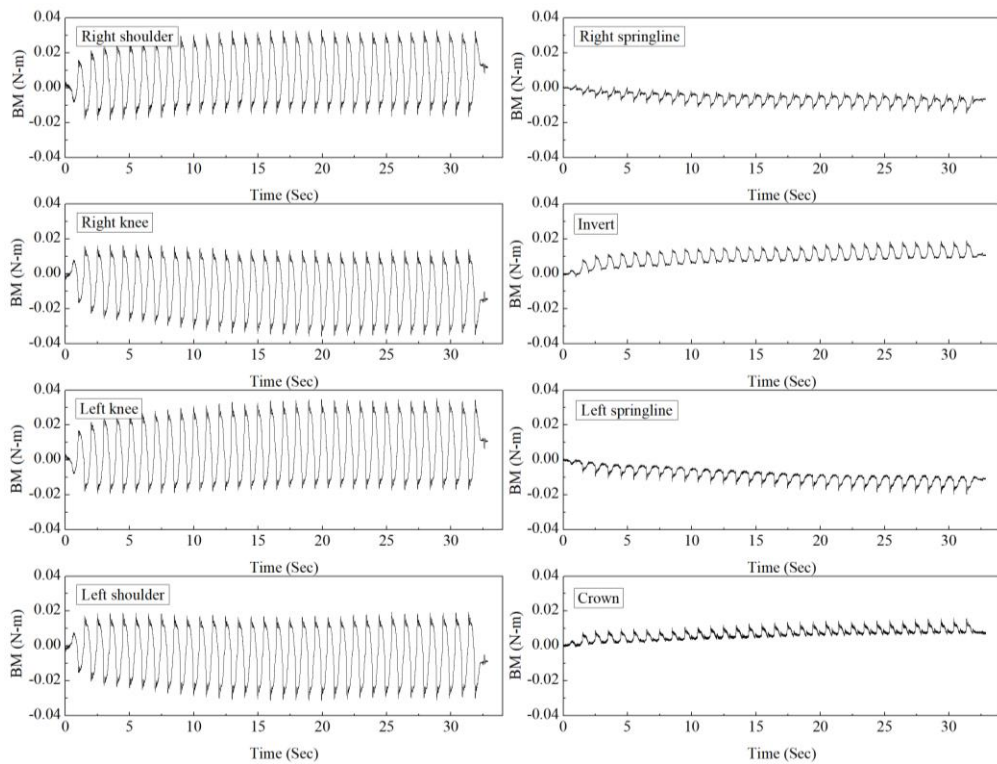 Right shoulder
BM (N-m)
0.04
0.02
0.00
-0.02
-0.04
0 5 10 15 20 25 30
Time (Sec)
Right springline
BM (N-m)
0.04
0.02
0.00
-0.02
-0.04
0 5 10 15 20 25 30
Time (Sec)
Right knee
BM (N-m)
0.04
0.02
0.00
-0.02
-0.04
0 5 10 15 20 25 30
Time (Sec)
Invert
BM (N-m)
0.04
0.02
0.00
-0.02
-0.04
0 5 10 15 20 25 30
Time (Sec)
Left knee
BM (N-m)
0.04
0.02
0.00
-0.02
-0.04
0 5 10 15 20 25 30
Time (Sec)
Left springline
BM (N-m)
0.04
0.02
0.00
-0.02
-0.04
0 5 10 15 20 25 30
Time (Sec)
Left shoulder
BM (N-m)
0.04
0.02
0.00
-0.02
-0.04
0 5 10 15 20 25 30
Time (Sec)
Crown
BM (N-m)
0.04
0.02
0.00
-0.02
-0.04
0 5 10 15 20 25 30
Time (Sec)